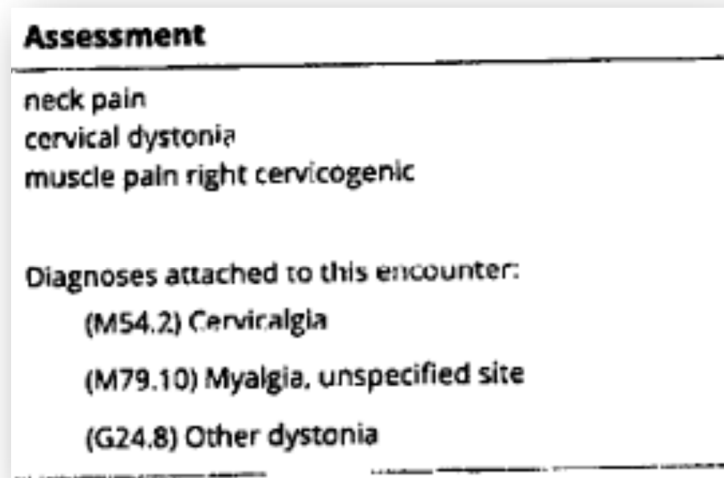 Assessment
neck pain
cervical dystonia
muscle pain right cervicogenic
Diagnoses attached to this encounter:
(M54.2) Cervicalgia
(M79.10) Myalgia, unspecified site
(G24.8) Other dystonia